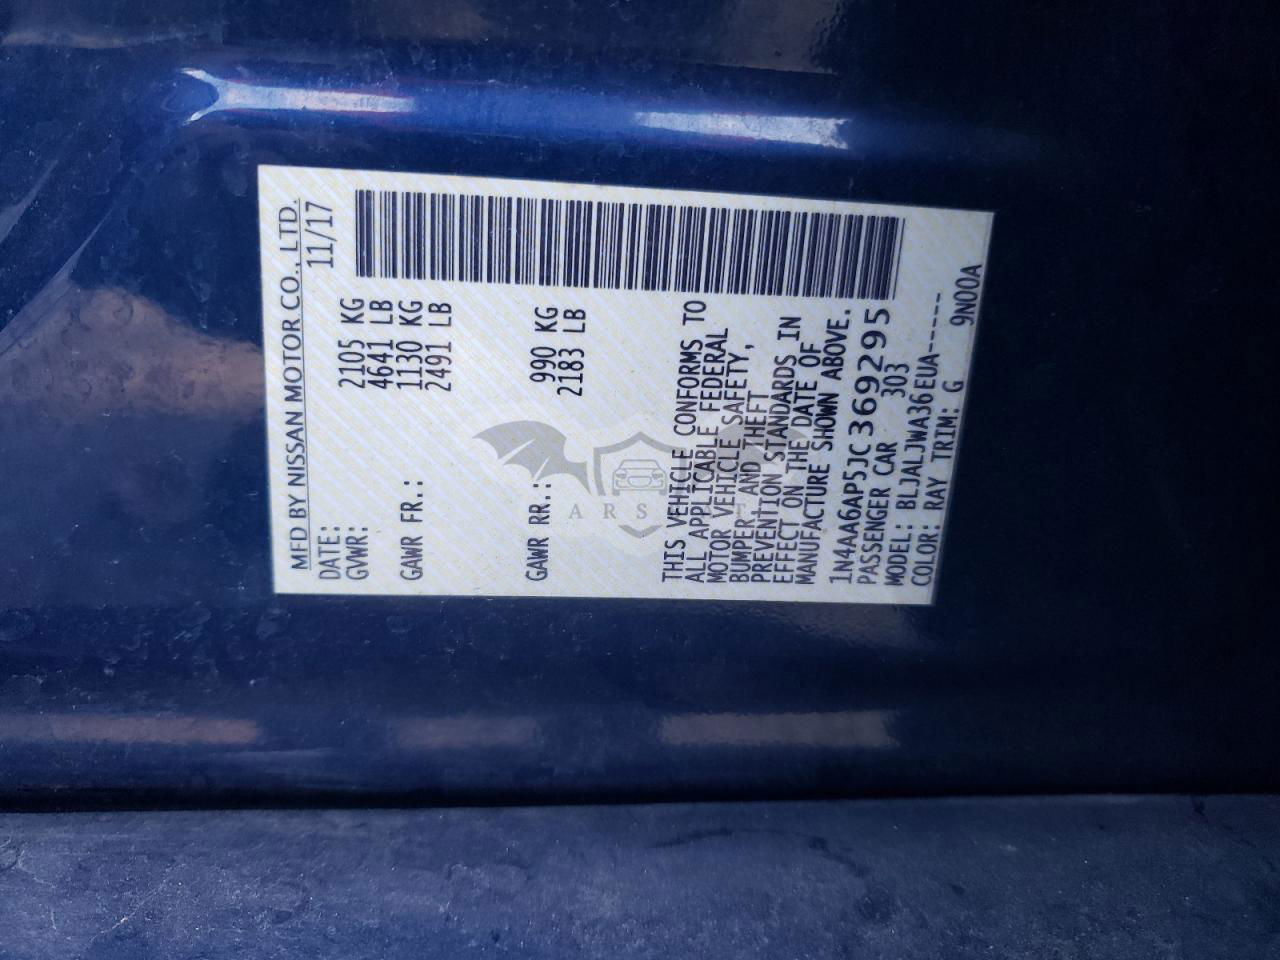 MFD BY NISSAN MOTOR CO., LTD.
DATE: 11/17
GVWR: 2105 KG
4641 LB
GAWR FR.: 1130 KG
2491 LB
GAWR RR.: 990 KG
2183 LB
THIS VEHICLE CONFORMS TO
ALL APPLICABLE FEDERAL
MOTOR VEHICLE SAFETY,
BUMPER AND THEFT
PREVENTION STANDARDS IN
EFFECT ON THE DATE OF
MANUFACTURE SHOWN ABOVE.
1N4AA6AP5JC369295
PASSENGER CAR 303
MODEL: BLJALJWA36EUA-----
COLOR: RAY TRIM: G 9N00A